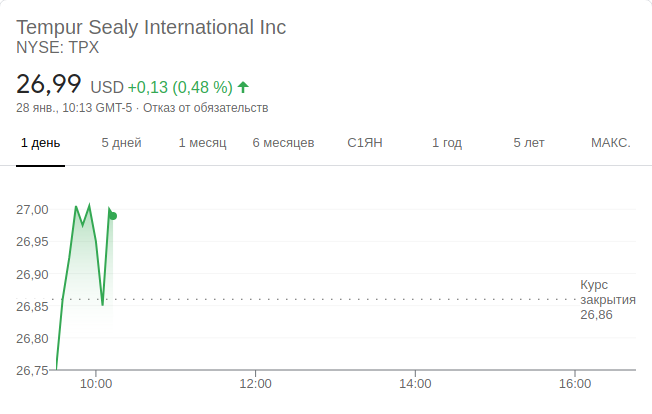 Tempur Sealy International Inc
NYSE: TPX
26,99 USD +0,13 (0,48 %)
28 янв., 10:13 GMT-5 · Отказ от обязательств
1 день 5 дней 1 месяц 6 месяцев С1ЯН 1 год 5 лет МАКС.
27,00
26,95
26,90
26,85
26,80
26,75
Курс
закрытия
26,86
10:00 12:00 14:00 16:00